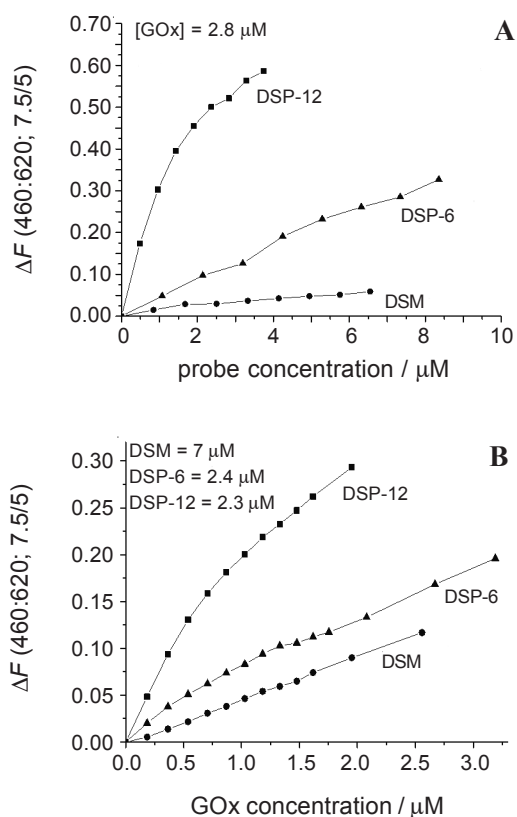 A
[GOx] = 2.8 μM
0.70
0.60
0.50
0.40
0.30
0.20
0.10
0.00
ΔF (460:620; 7.5/5)
DSP-12
DSP-6
DSM
0 2 4 6 8 10
probe concentration / μM
B
DSM = 7 μM
DSP-6 = 2.4 μM
DSP-12 = 2.3 μM
0.30
0.25
0.20
0.15
0.10
0.05
0.00
ΔF (460:620; 7.5/5)
DSP-12
DSP-6
DSM
0.0 0.5 1.0 1.5 2.0 2.5 3.0
GOx concentration / μM